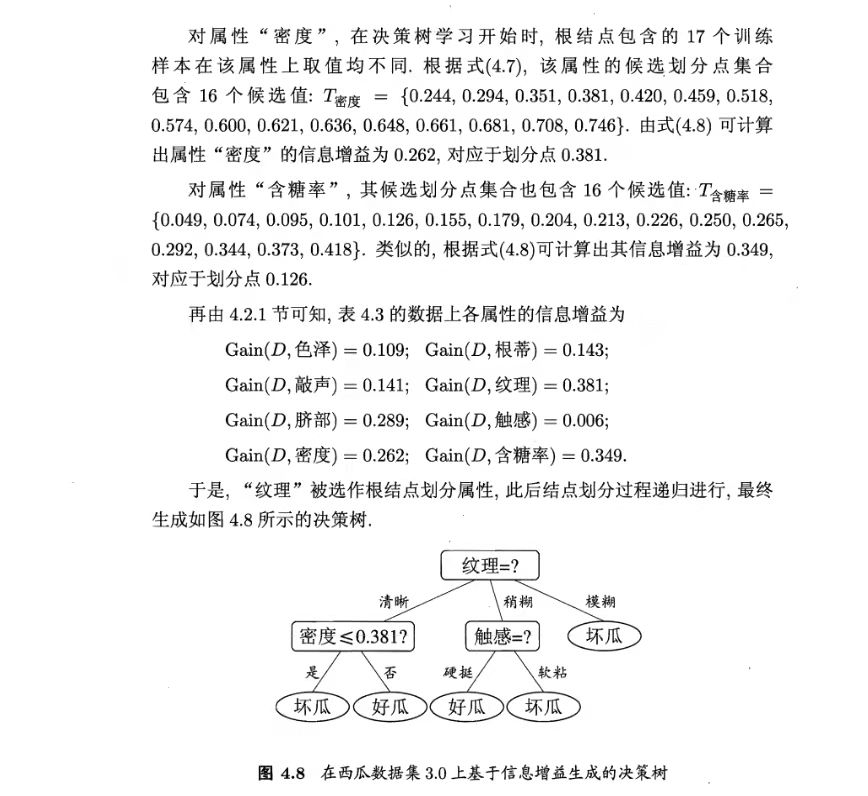 对属性“密度”, 在决策树学习开始时, 根结点包含的 17 个训练
样本在该属性上取值均不同. 根据式(4.7), 该属性的候选划分点集合
包含 16 个候选值: T密度 = {0.244, 0.294, 0.351, 0.381, 0.420, 0.459, 0.518,
0.574, 0.600, 0.621, 0.636, 0.648, 0.661, 0.681, 0.708, 0.746}. 由式(4.8) 可计算
出属性“密度”的信息增益为 0.262, 对应于划分点 0.381.
对属性“含糖率”, 其候选划分点集合也包含 16 个候选值: T含糖率 =
{0.049, 0.074, 0.095, 0.101, 0.126, 0.155, 0.179, 0.204, 0.213, 0.226, 0.250, 0.265,
0.292, 0.344, 0.373, 0.418}. 类似的, 根据式(4.8)可计算出其信息增益为 0.349,
对应于划分点 0.126.
再由 4.2.1 节可知, 表 4.3 的数据上各属性的信息增益为
Gain(D, 色泽) = 0.109; Gain(D, 根蒂) = 0.143;
Gain(D, 敲声) = 0.141; Gain(D, 纹理) = 0.381;
Gain(D, 脐部) = 0.289; Gain(D, 触感) = 0.006;
Gain(D, 密度) = 0.262; Gain(D, 含糖率) = 0.349.
于是, “纹理”被选作根结点划分属性, 此后结点划分过程递归进行, 最终
生成如图 4.8 所示的决策树.
纹理=?
清晰 稍糊 模糊
密度≤0.381? 触感=? 坏瓜
是 否 硬挺 软粘
坏瓜 好瓜 好瓜 坏瓜
图 4.8 在西瓜数据集 3.0 上基于信息增益生成的决策树